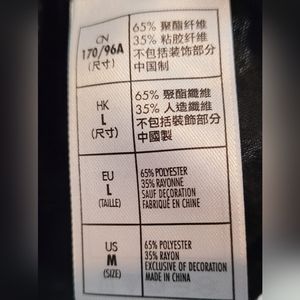 CN
170/96A
(尺寸)
65% 聚酯纤维
35% 粘胶纤维
不包括装饰部分
中国制
HK
L
(尺寸)
65% 聚酯纖維
35% 人造纖維
不包括裝飾部分
中國製
EU
L
(TAILLE)
65% POLYESTER
35% RAYONNE
SAUF DECORATION
FABRIQUÉ EN CHINE
US
M
(SIZE)
65% POLYESTER
35% RAYON
EXCLUSIVE OF DECORATION
MADE IN CHINA